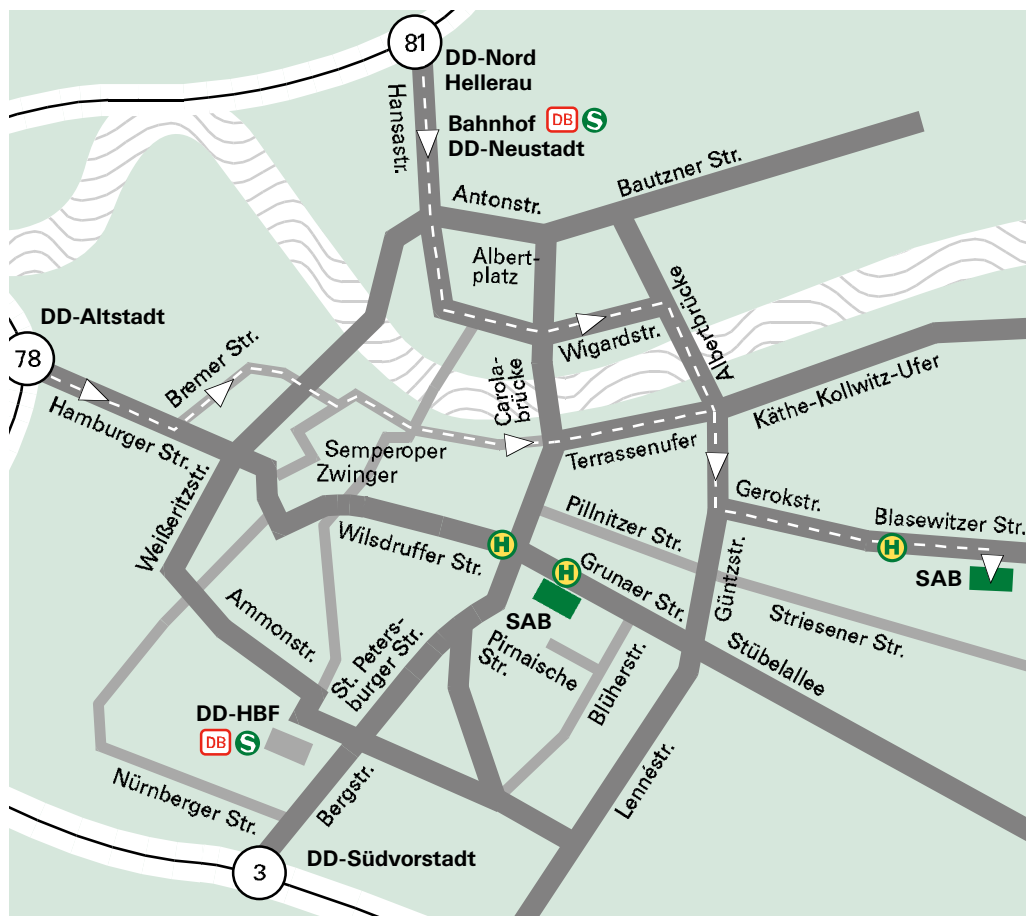 81
DD-Nord
Hellerau
Hansastr.
Bahnhof DB S
DD-Neustadt
Bautzner Str.
Antonstr.
Albert-
platz
Albertbrücke
DD-Altstadt
78
Bremer Str.
Wigardstr.
Carola-
brücke
Käthe-Kollwitz-Ufer
Hamburger Str.
Semperoper
Zwinger
Terrassenufer
Weißeritzstr.
Gerokstr.
Blasewitzer Str.
Pillnitzer Str.
Wilsdruffer Str.
H
H
H
Grunaer Str.
SAB
SAB
Güntzstr.
Striesener Str.
Ammonstr.
St. Peters-
burger Str.
Pirnaische
Str.
Blüherstr.
Stübelallee
DD-HBF
DB S
Nürnberger Str.
Bergstr.
Lennéstr.
DD-Südvorstadt
3